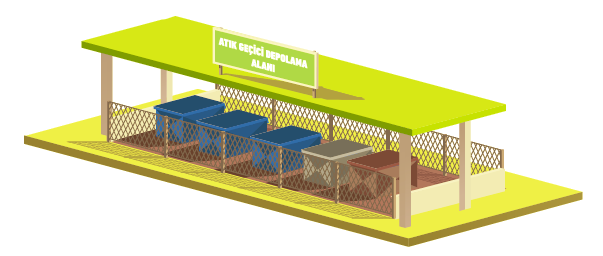 ATIK GEÇİCİ DEPOLAMA
ALANI